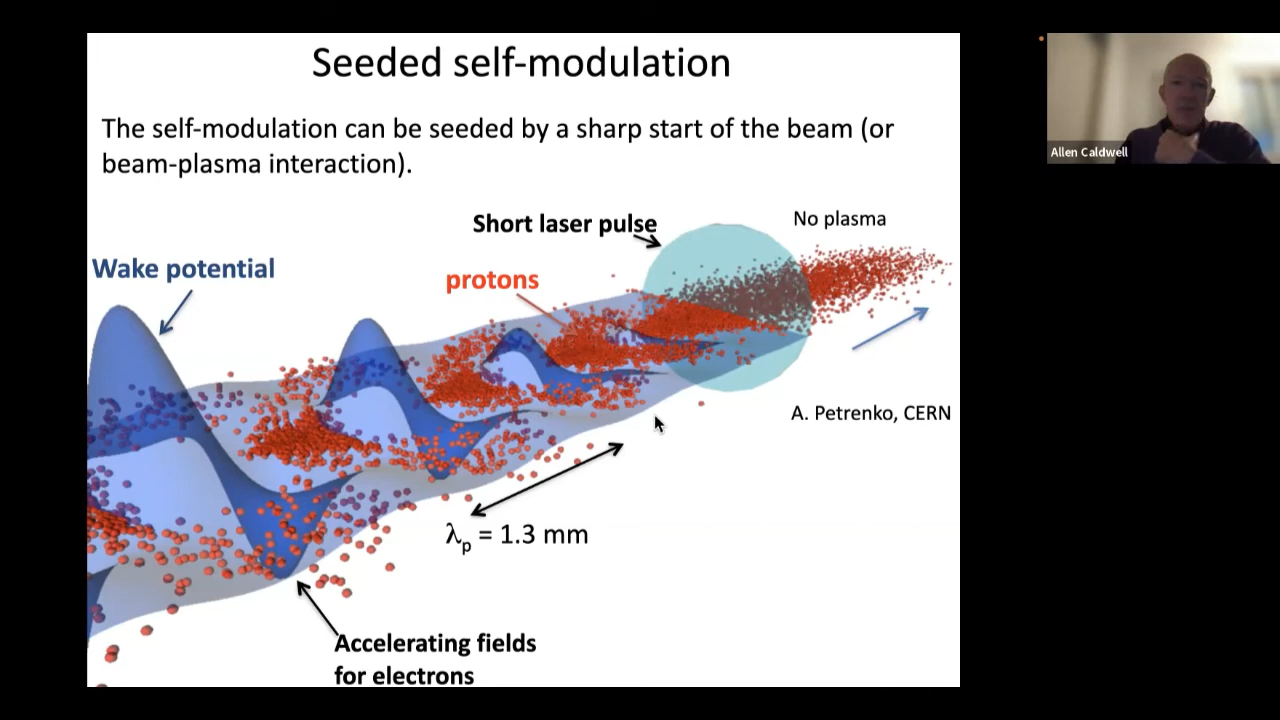 Seeded self-modulation
The self-modulation can be seeded by a sharp start of the beam (or
beam-plasma interaction).
Short laser pulse
No plasma
Wake potential
protons
A. Petrenko, CERN
λp = 1.3 mm
Accelerating fields
for electrons
Allen Caldwell